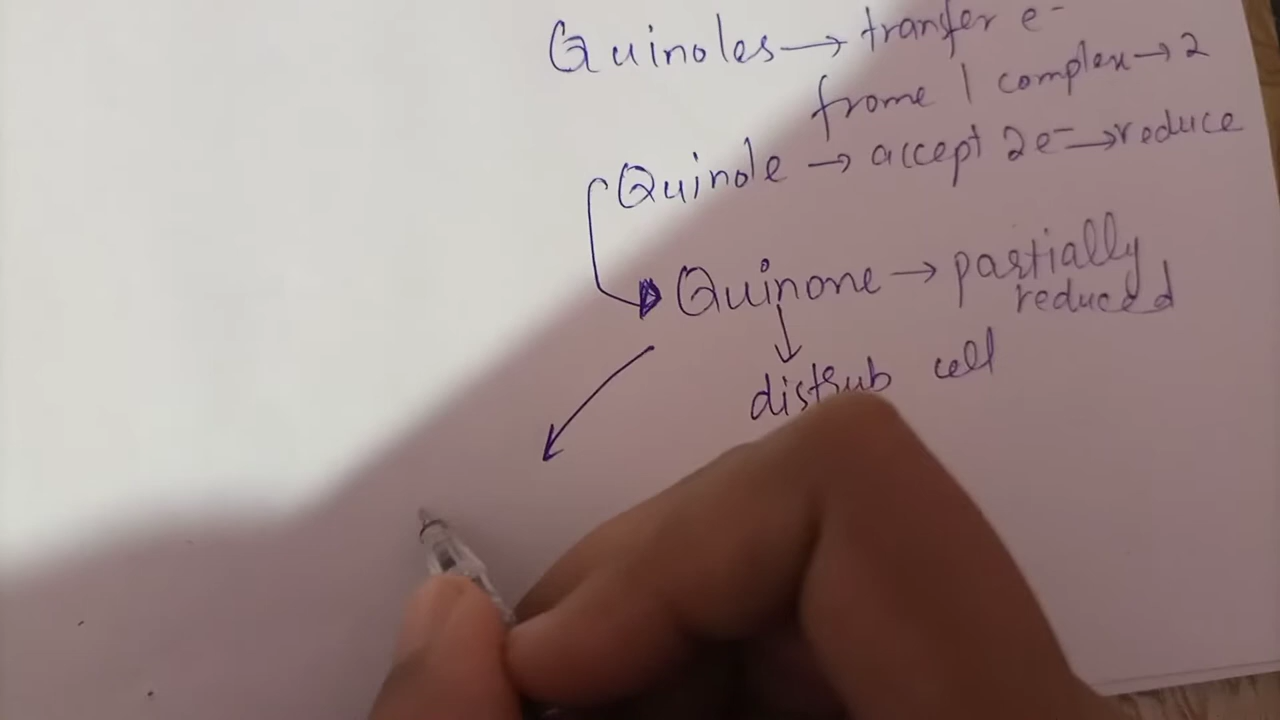 Quinoles → transfer e-
frome 1 complex → 2
Quinole → accept 2e- → reduce
Quinone → partially
reduced
distrub cell